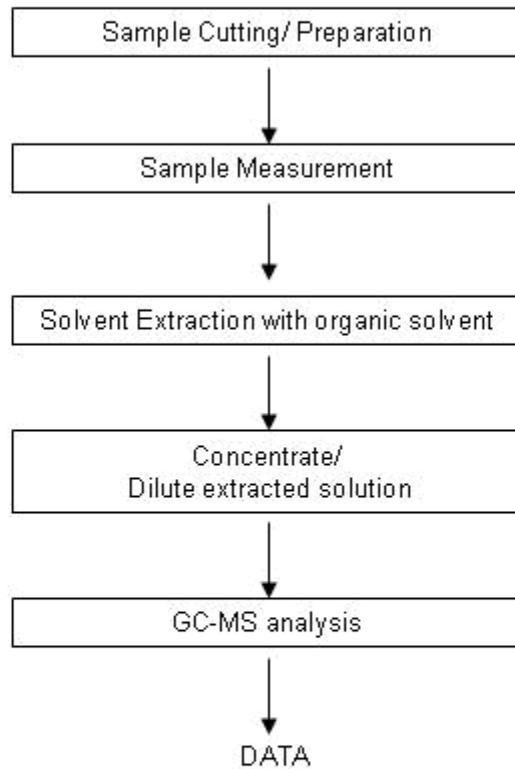 Sample Cutting/ Preparation
Sample Measurement
Solvent Extraction with organic solvent
Concentrate/
Dilute extracted solution
GC-MS analysis
DATA